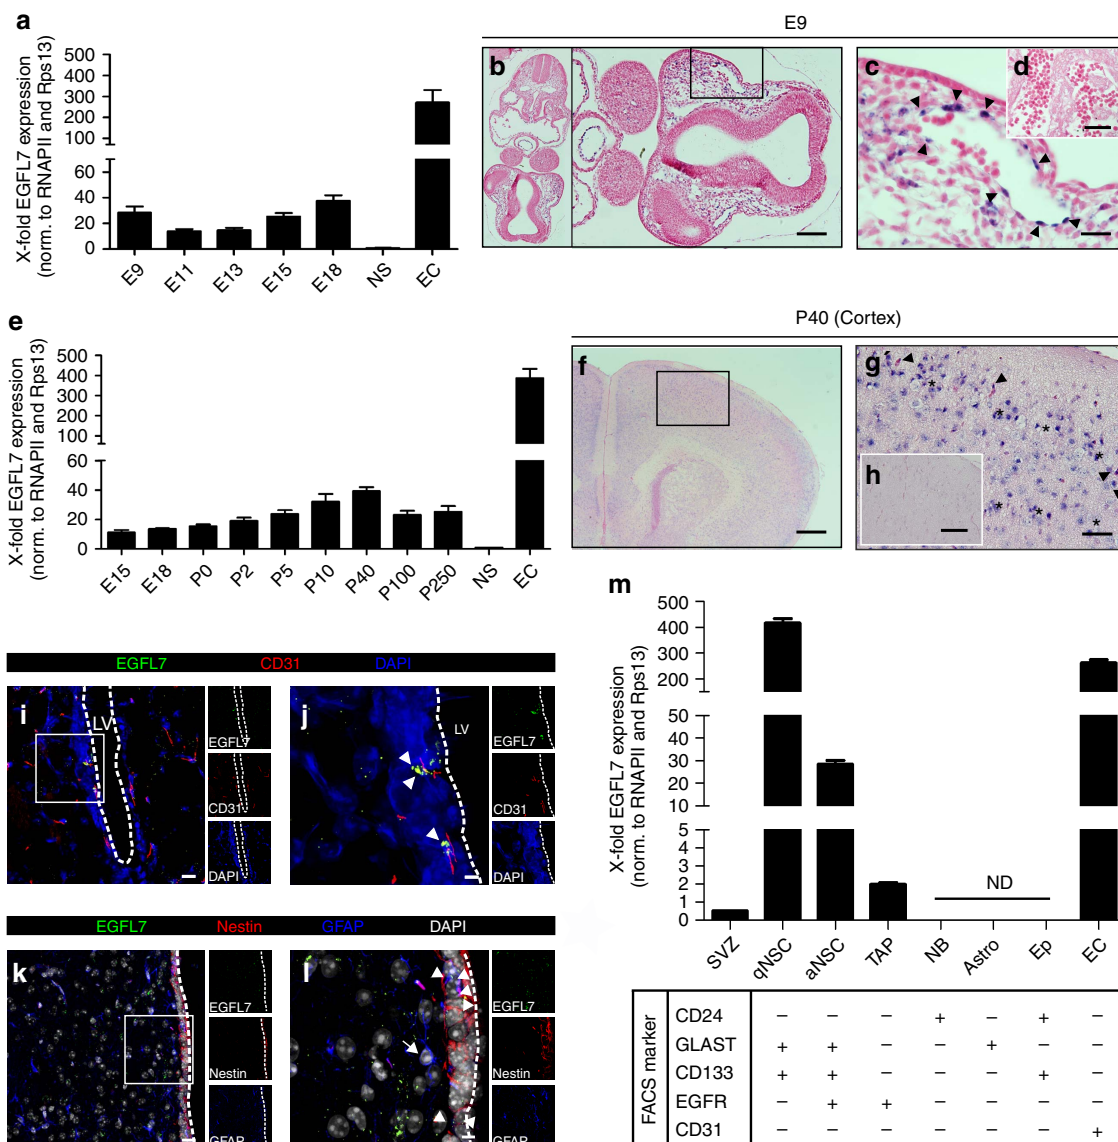 a
X-fold EGFL7 expression
(norm. to RNAPII and Rps13)
500
400
300
200
100
60
40
20
0
E9
E11
E13
E15
E18
NS
EC
E9
b
c
d
e
X-fold EGFL7 expression
(norm. to RNAPII and Rps13)
500
400
300
200
100
60
40
20
0
E15
E18
P0
P2
P5
P10
P40
P100
P250
NS
EC
P40 (Cortex)
f
g
*
*
*
*
*
*
*
*
h
EGFL7 CD31 DAPI
i
LV
EGFL7
CD31
DAPI
j
LV
EGFL7
CD31
DAPI
EGFL7 Nestin GFAP DAPI
k
EGFL7
Nestin
GFAP
l
EGFL7
Nestin
GFAP
m
X-fold EGFL7 expression
(norm. to RNAPII and Rps13)
500
400
300
200
50
40
30
20
10
5
4
3
2
1
0
ND
SVZ
qNSC
aNSC
TAP
NB
Astro
Ep
EC
FACS marker
CD24 – – – + – + –
GLAST + + – – + – –
CD133 + + – – – + –
EGFR – + + – – – –
CD31 – – – – – – +